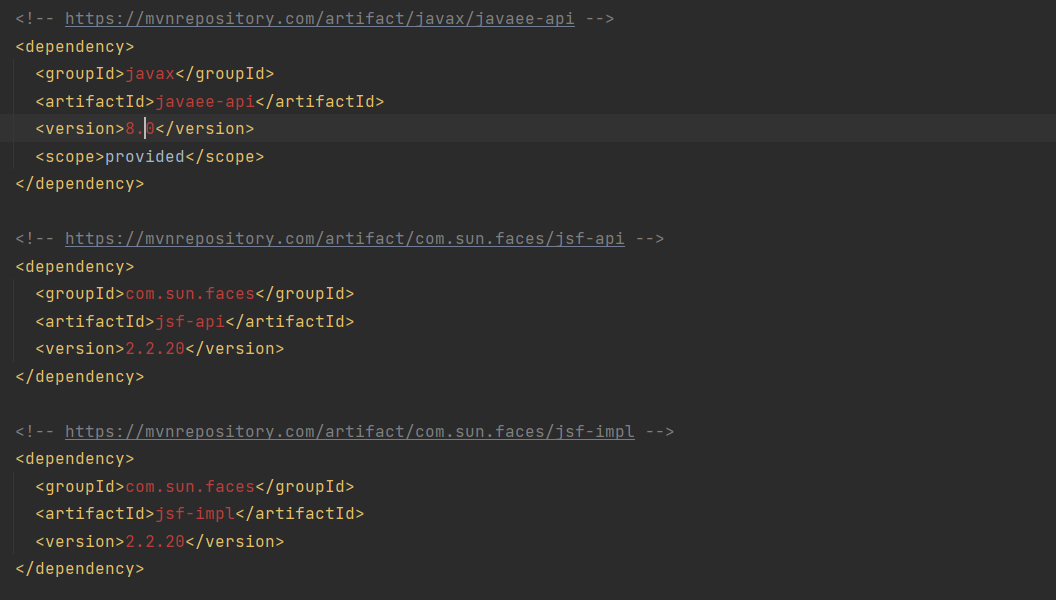 <!-- https://mvnrepository.com/artifact/javax/javaee-api -->
<dependency>
<groupId>javax</groupId>
<artifactId>javaee-api</artifactId>
<version>8.0</version>
<scope>provided</scope>
</dependency>
<!-- https://mvnrepository.com/artifact/com.sun.faces/jsf-api -->
<dependency>
<groupId>com.sun.faces</groupId>
<artifactId>jsf-api</artifactId>
<version>2.2.20</version>
</dependency>
<!-- https://mvnrepository.com/artifact/com.sun.faces/jsf-impl -->
<dependency>
<groupId>com.sun.faces</groupId>
<artifactId>jsf-impl</artifactId>
<version>2.2.20</version>
</dependency>